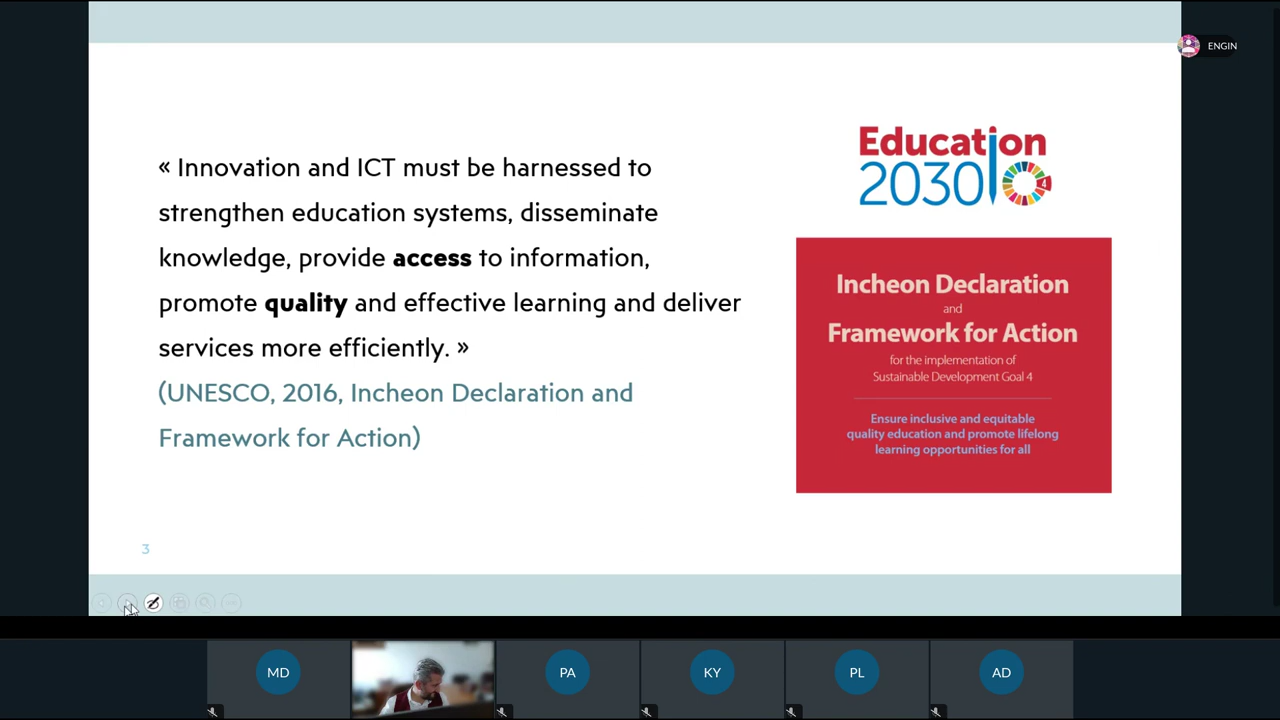 ENGIN
« Innovation and ICT must be harnessed to
strengthen education systems, disseminate
knowledge, provide access to information,
promote quality and effective learning and deliver
services more efficiently. »
(UNESCO, 2016, Incheon Declaration and
Framework for Action)
Education
2030
4
Incheon Declaration
and
Framework for Action
for the implementation of
Sustainable Development Goal 4
Ensure inclusive and equitable
quality education and promote lifelong
learning opportunities for all
3
MD
PA
KY
PL
AD